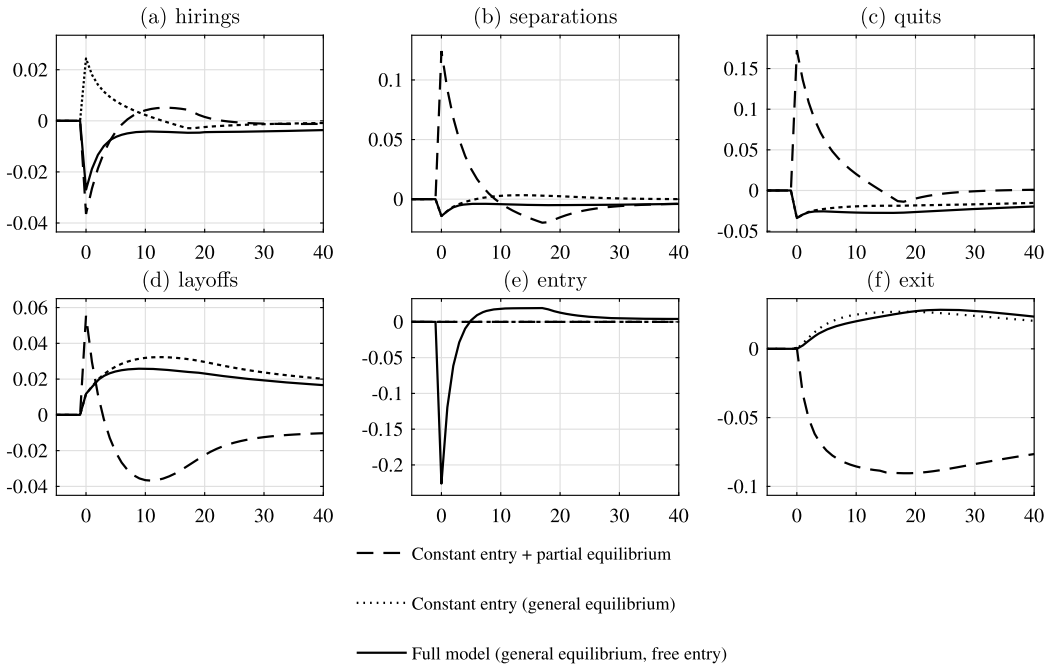 (a) hirings
(b) separations
(c) quits
0.02
0
-0.02
-0.04
0 10 20 30 40
0.1
0.05
0
0 10 20 30 40
0.15
0.1
0.05
0
-0.05
0 10 20 30 40
(d) layoffs
(e) entry
(f) exit
0.06
0.04
0.02
0
-0.02
-0.04
0 10 20 30 40
0
-0.05
-0.1
-0.15
-0.2
0 10 20 30 40
0
-0.05
-0.1
0 10 20 30 40
Constant entry + partial equilibrium
Constant entry (general equilibrium)
Full model (general equilibrium, free entry)